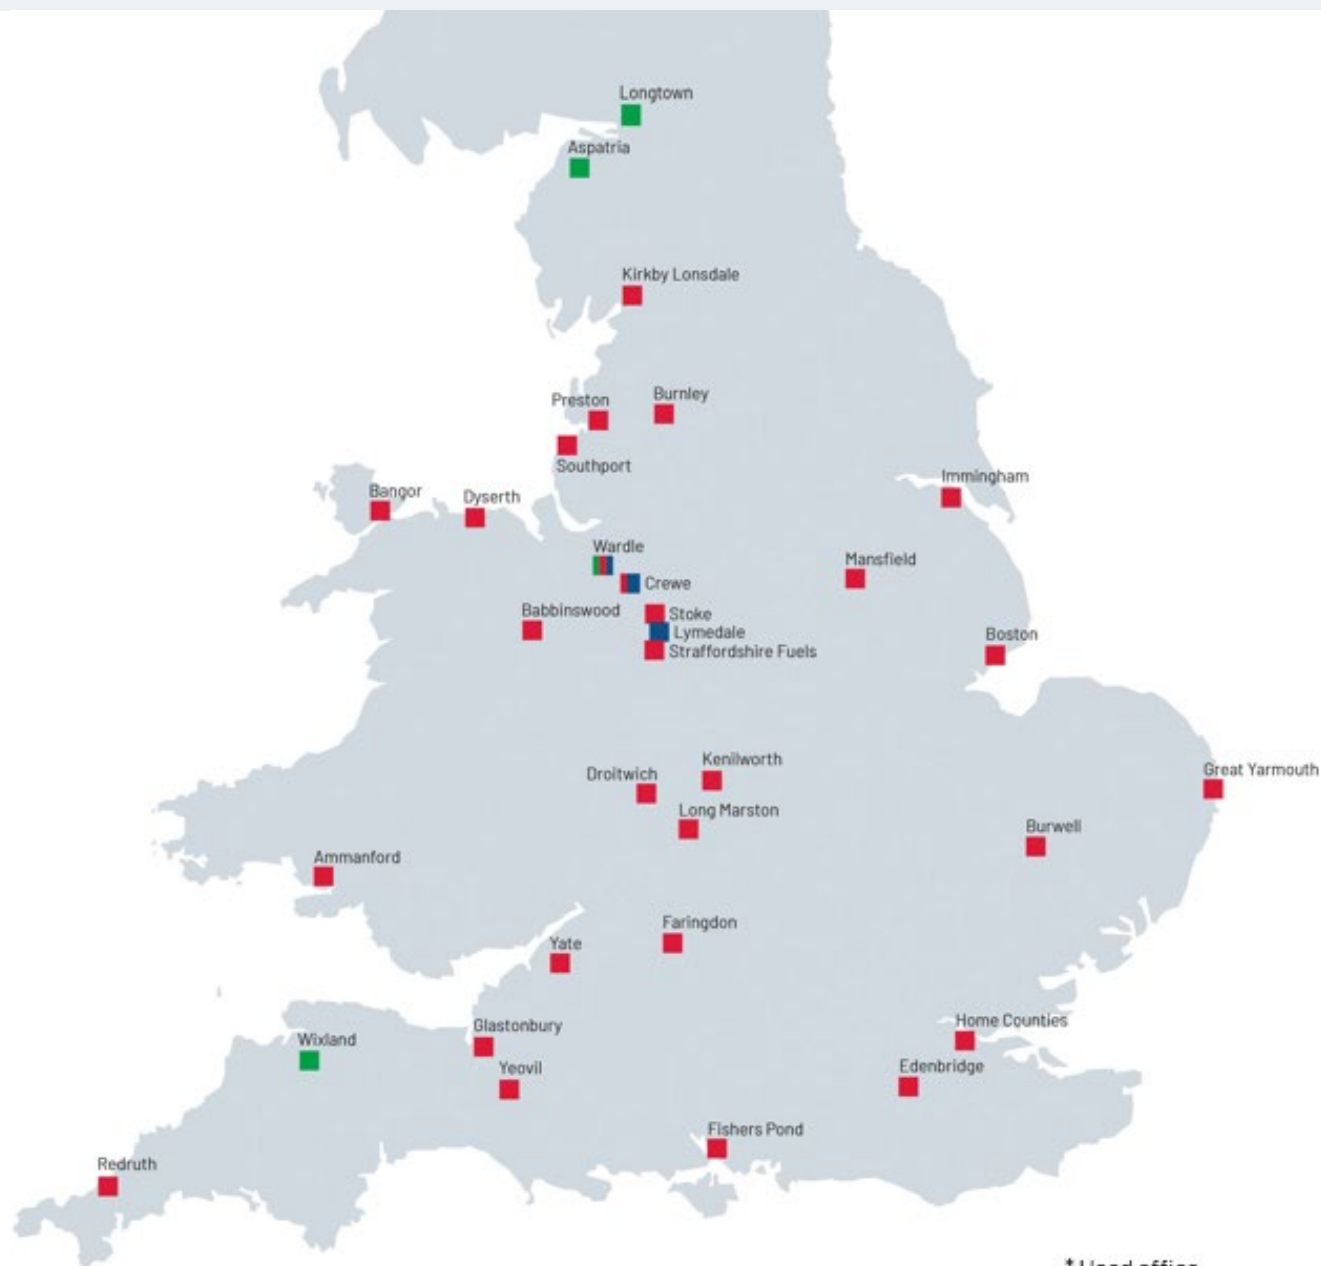 Longtown
Aspatria
Kirkby Lonsdale
Burnley
Preston
Southport
Immingham
Bangor
Dyserth
Wardle
Mansfield
Crewe
Babbinswood
Stoke
Lymedale
Boston
Straffordshire Fuels
Kenilworth
Great Yarmouth
Droitwich
Long Marston
Burwell
Ammanford
Faringdon
Yate
Home Counties
Glastonbury
Wixland
Edenbridge
Yeovil
Fishers Pond
Redruth
* Head office